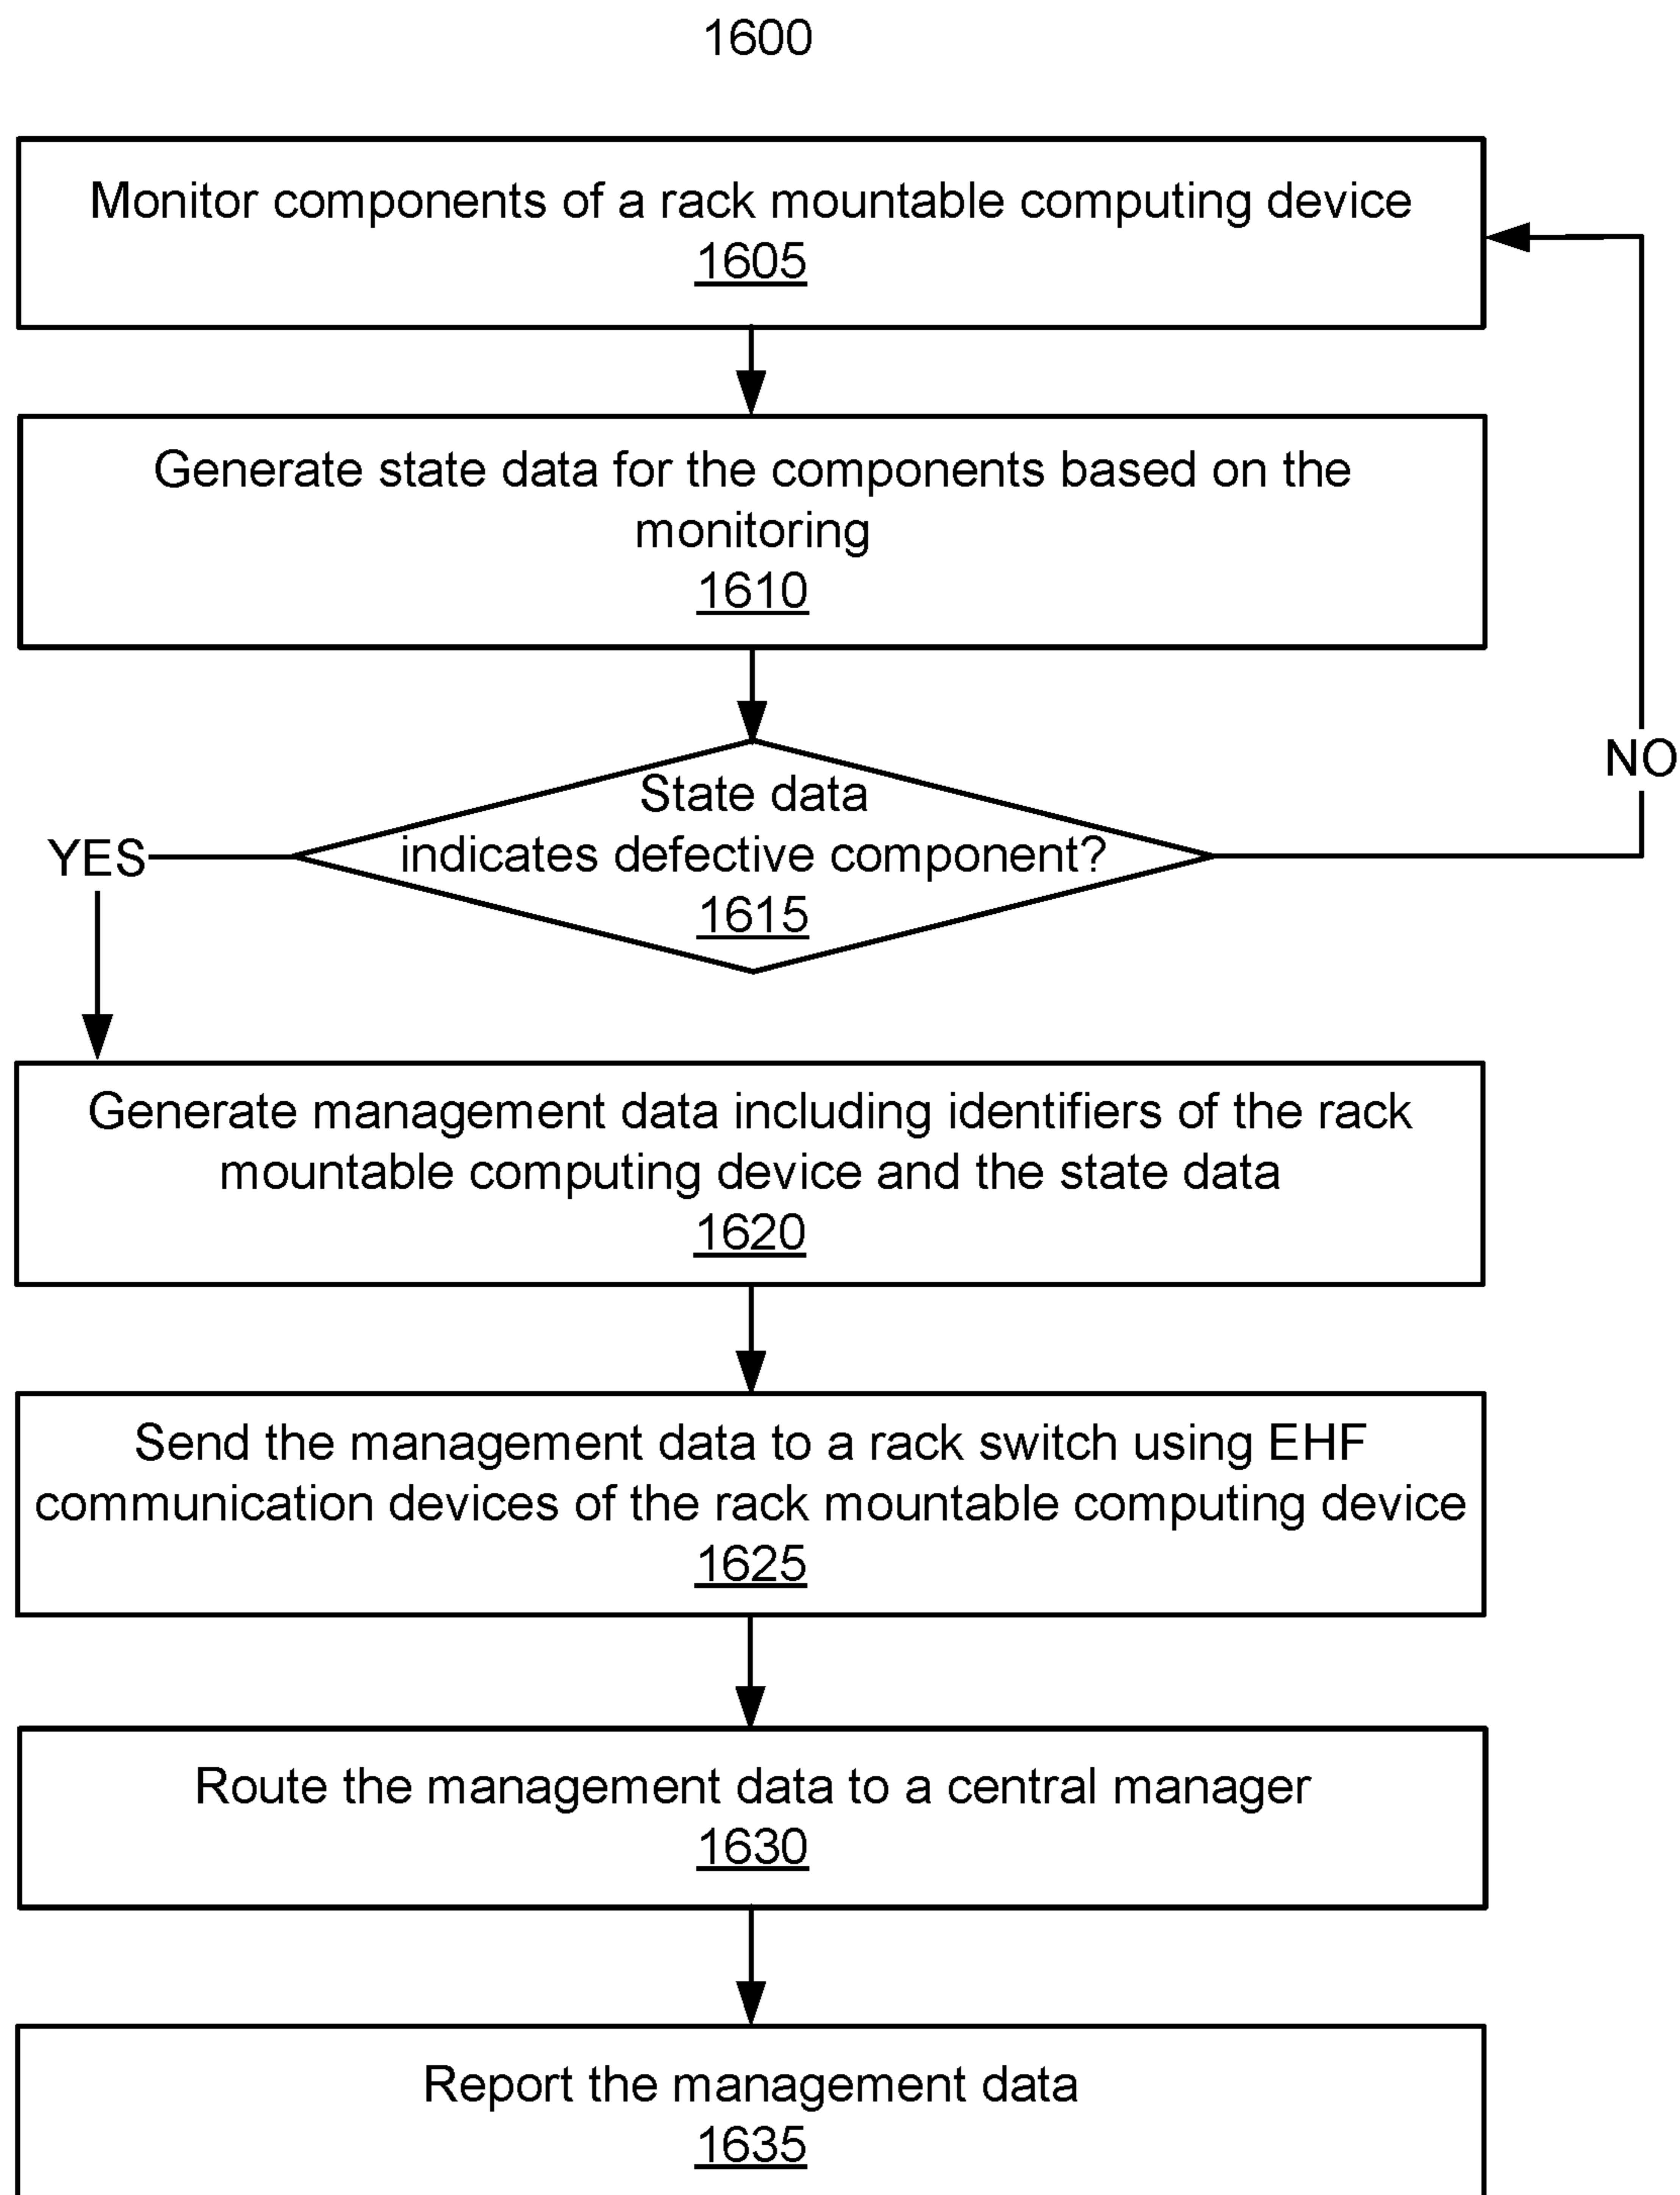 1600
Monitor components of a rack mountable computing device
1605
Generate state data for the components based on the
monitoring
1610
State data
indicates defective component?
1615
YES
NO
Generate management data including identifiers of the rack
mountable computing device and the state data
1620
Send the management data to a rack switch using EHF
communication devices of the rack mountable computing device
1625
Route the management data to a central manager
1630
Report the management data
1635